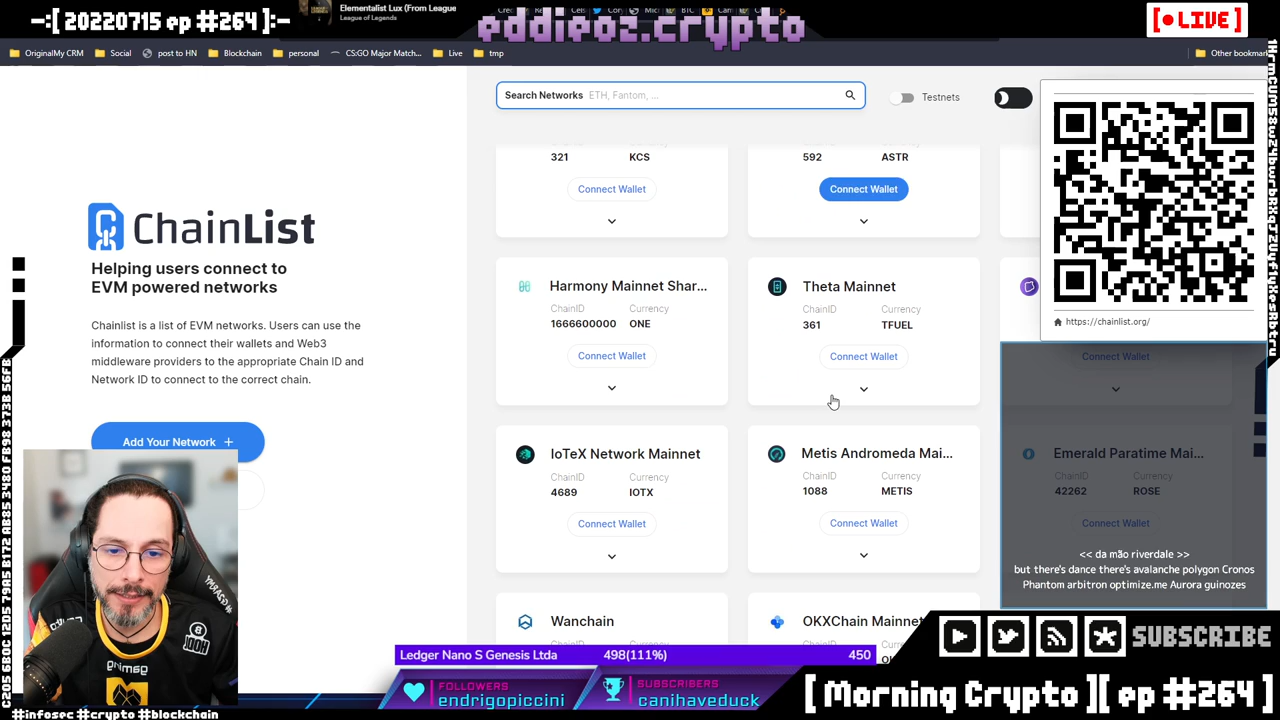 -:[ 20220715 ep #264 ]:-
Elementalist Lux (From League
League of Legends
eddieoz.crypto
[● LIVE]
OriginalMy CRM
Social
post to HN
Blockchain
personal
CS:GO Major Match...
Live
tmp
Other bookmar
Search Networks ETH, Fantom, ...
Testnets
321
KCS
Connect Wallet
592
ASTR
Connect Wallet
https://chainlist.org/
ChainList
Helping users connect to
EVM powered networks
Chainlist is a list of EVM networks. Users can use the
information to connect their wallets and Web3
middleware providers to the appropriate Chain ID and
Network ID to connect to the correct chain.
Add Your Network +
Harmony Mainnet Shar...
ChainID
Currency
1666600000
ONE
Connect Wallet
Theta Mainnet
ChainID
Currency
361
TFUEL
Connect Wallet
Connect Wallet
IoTeX Network Mainnet
ChainID
Currency
4689
IOTX
Connect Wallet
Metis Andromeda Mai...
ChainID
Currency
1088
METIS
Connect Wallet
Emerald Paratime Mai...
ChainID
Currency
42262
ROSE
Connect Wallet
<< da mão riverdale >>
but there's dance there's avalanche polygon Cronos
Phantom arbitron optimize.me Aurora guinozes
Wanchain
OKXChain Mainnet
Ledger Nano S Genesis Ltda
498(111%)
450
FOLLOWERS
endrigopiccini
SUBSCRIBERS
canihaveduck
SUBSCRIBE
[ Morning Crypto ][ ep #264 ]
#infosec #crypto #blockchain